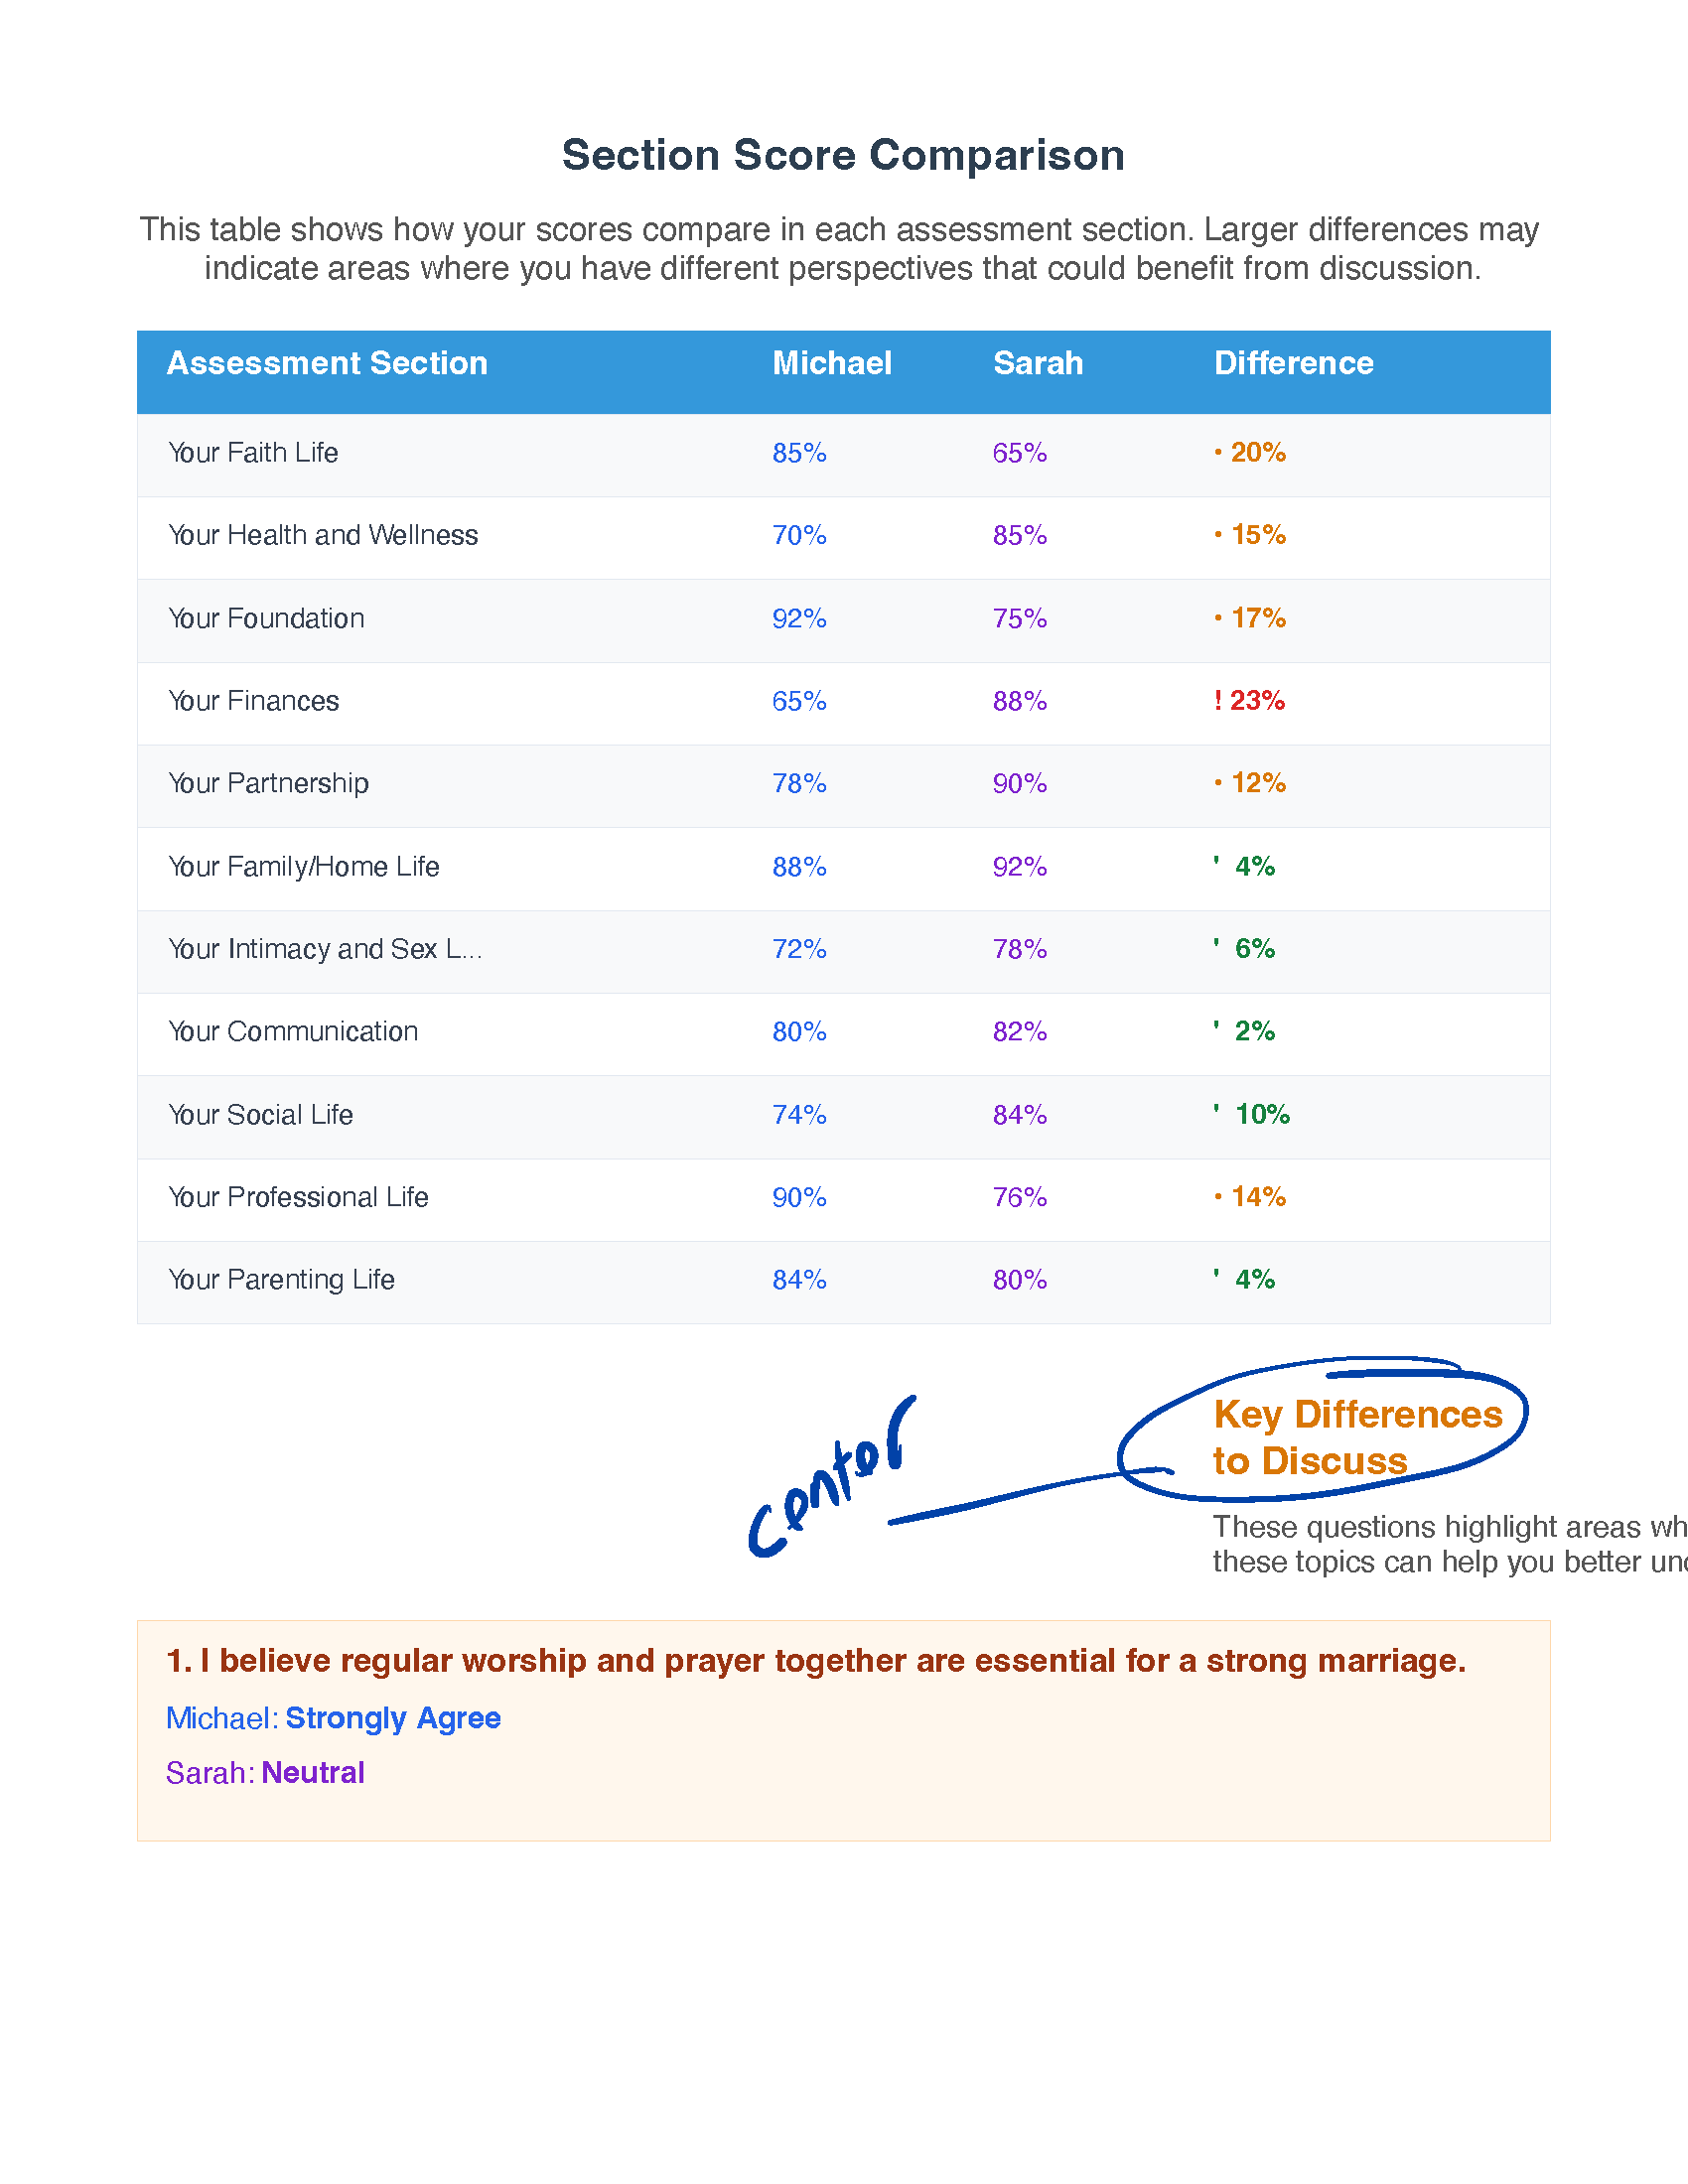 Section Score Comparison
This table shows how your scores compare in each assessment section. Larger differences may
indicate areas where you have different perspectives that could benefit from discussion.
Assessment Section Michael Sarah Difference
Your Faith Life 85% 65% • 20%
Your Health and Wellness 70% 85% • 15%
Your Foundation 92% 75% • 17%
Your Finances 65% 88% ! 23%
Your Partnership 78% 90% • 12%
Your Family/Home Life 88% 92% ' 4%
Your Intimacy and Sex L... 72% 78% ' 6%
Your Communication 80% 82% ' 2%
Your Social Life 74% 84% ' 10%
Your Professional Life 90% 76% • 14%
Your Parenting Life 84% 80% ' 4%
Center
Key Differences
to Discuss
These questions highlight areas wh
these topics can help you better und
1. I believe regular worship and prayer together are essential for a strong marriage.
Michael: Strongly Agree
Sarah: Neutral